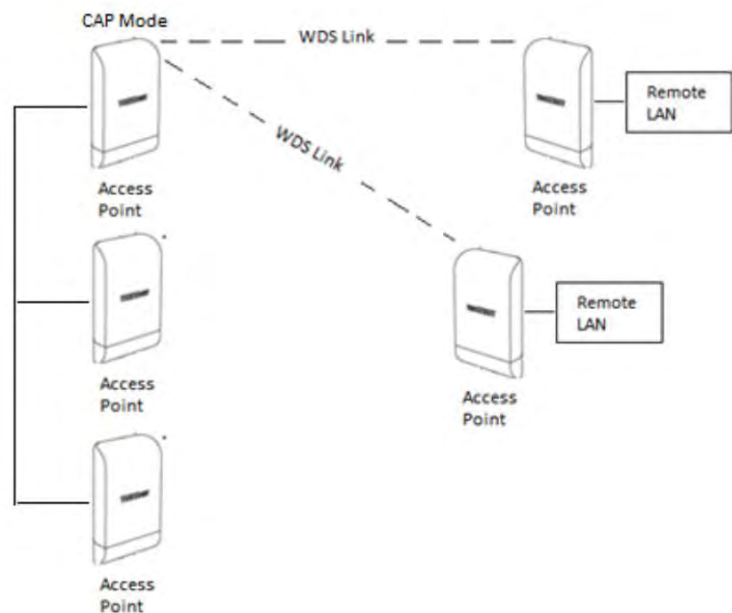 CAP Mode
WDS Link
Remote
LAN
WDS Link
Access
Point
Access
Point
Remote
LAN
Access
Point
Access
Point
Access
Point